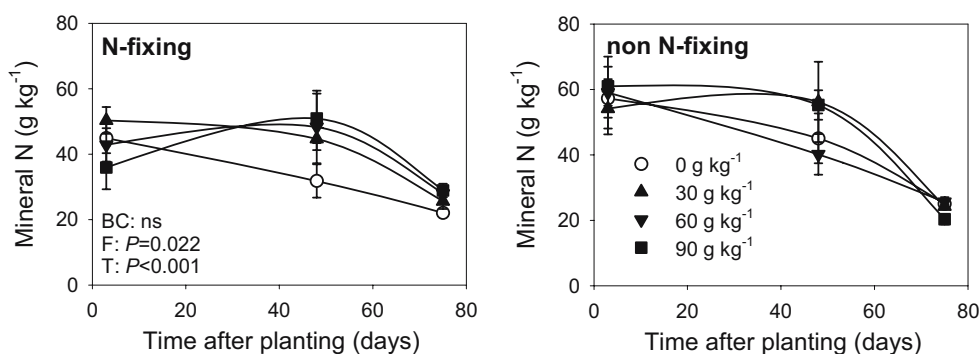 N-fixing
Mineral N (g kg⁻¹)
80
60
40
20
0
BC: ns
F: P=0.022
T: P<0.001
0 20 40 60 80
Time after planting (days)
non N-fixing
Mineral N (g kg⁻¹)
80
60
40
20
0
0 g kg⁻¹
30 g kg⁻¹
60 g kg⁻¹
90 g kg⁻¹
0 20 40 60 80
Time after planting (days)